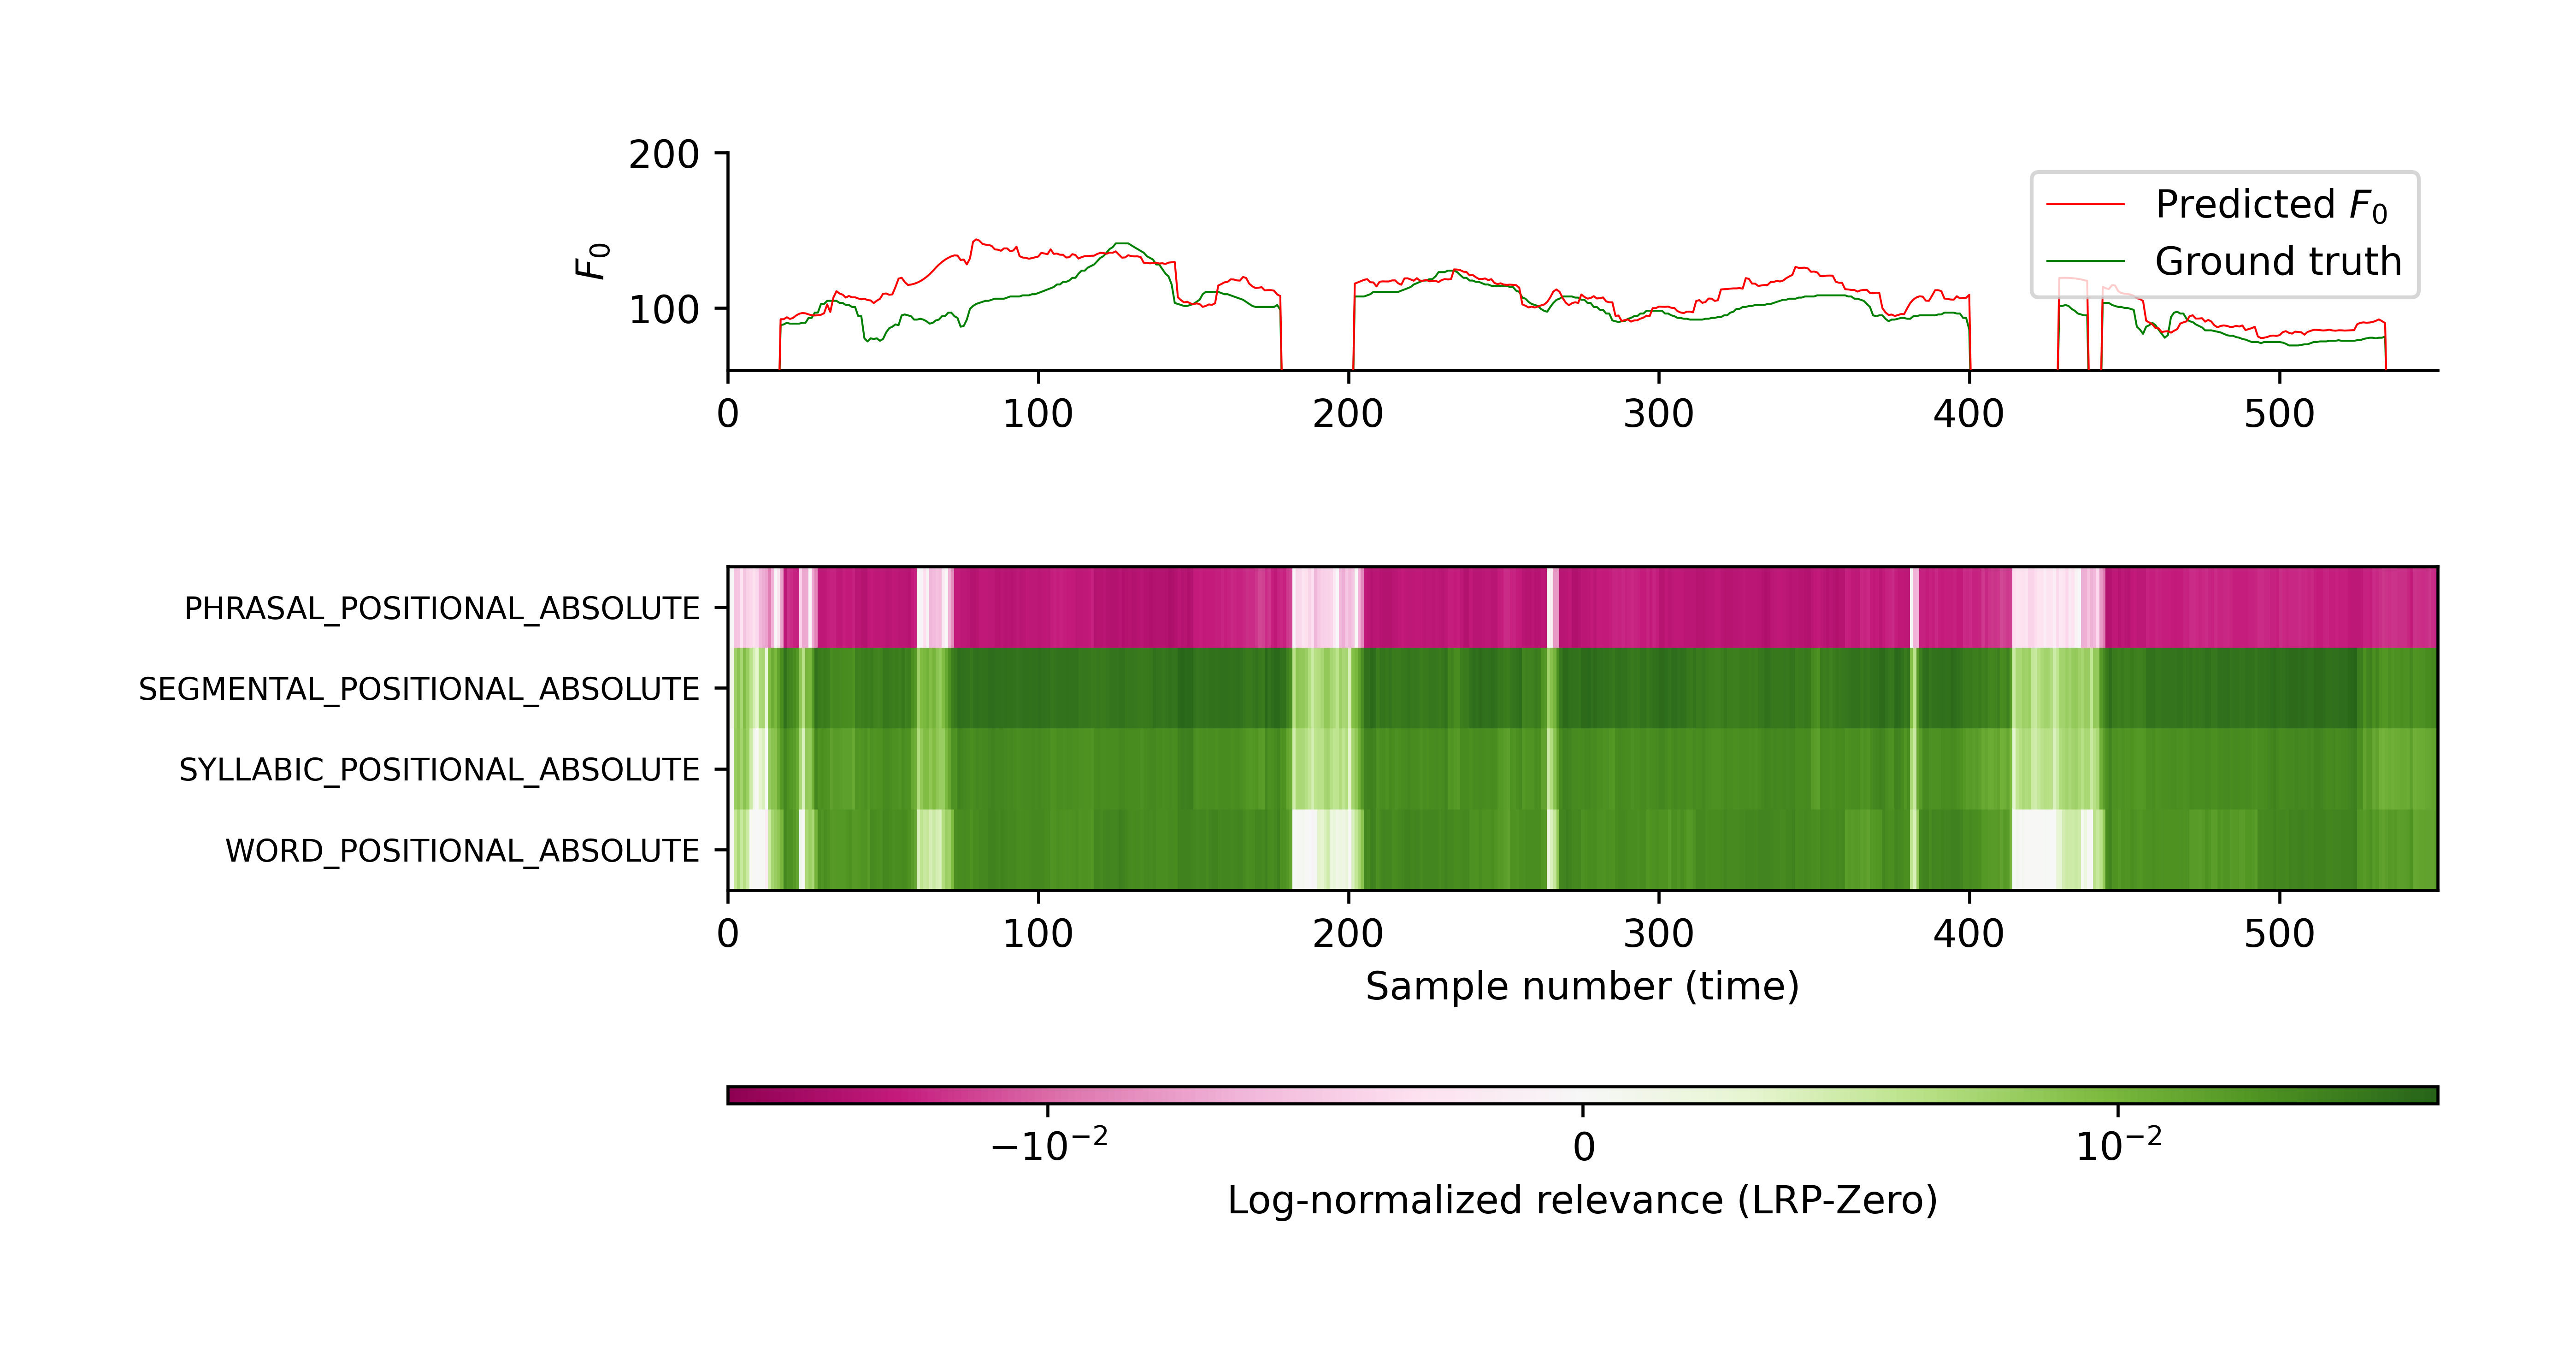 200
100
F₀
Predicted F₀
Ground truth
0 100 200 300 400 500
PHRASAL_POSITIONAL_ABSOLUTE
SEGMENTAL_POSITIONAL_ABSOLUTE
SYLLABIC_POSITIONAL_ABSOLUTE
WORD_POSITIONAL_ABSOLUTE
0 100 200 300 400 500
Sample number (time)
−10⁻² 0 10⁻²
Log-normalized relevance (LRP-Zero)